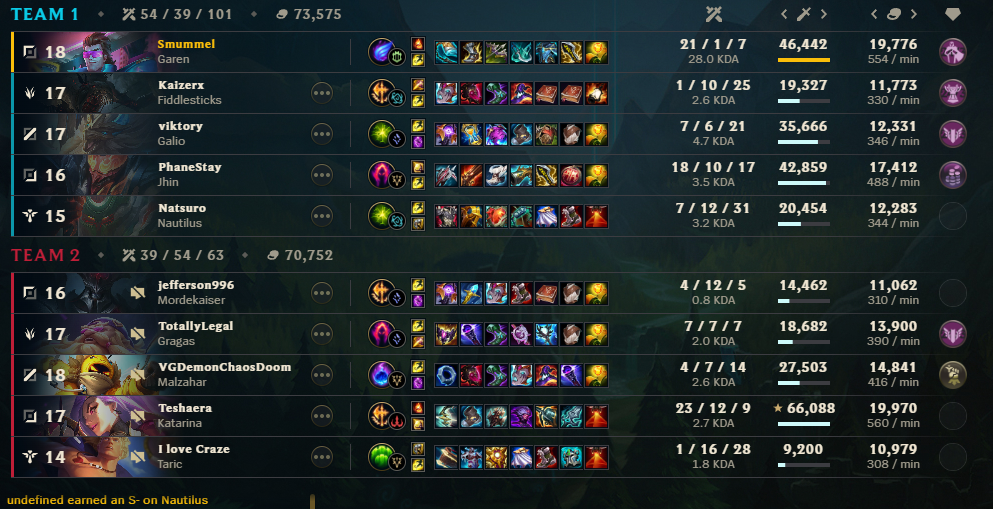 TEAM 1 • 54 / 39 / 101 • 73,575
18 Smummel 21 / 1 / 7 46,442 19,776
Garen 28.0 KDA 554 / min
17 Kaizerx 1 / 10 / 25 19,327 11,773
Fiddlesticks 2.6 KDA 330 / min
17 viktory 7 / 6 / 21 35,666 12,331
Galio 4.7 KDA 346 / min
16 PhaneStay 18 / 10 / 17 42,859 17,412
Jhin 3.5 KDA 488 / min
15 Natsuro 7 / 12 / 31 20,454 12,283
Nautilus 3.2 KDA 344 / min
TEAM 2 • 39 / 54 / 63 • 70,752
16 jefferson996 4 / 12 / 5 14,462 11,062
Mordekaiser 0.8 KDA 310 / min
17 TotallyLegal 7 / 7 / 7 18,682 13,900
Gragas 2.0 KDA 390 / min
18 VGDemonChaosDoom 4 / 7 / 14 27,503 14,841
Malzahar 2.6 KDA 416 / min
17 Teshaera 23 / 12 / 9 66,088 19,970
Katarina 2.7 KDA 560 / min
14 I love Craze 1 / 16 / 28 9,200 10,979
Taric 1.8 KDA 308 / min
undefined earned an S- on Nautilus